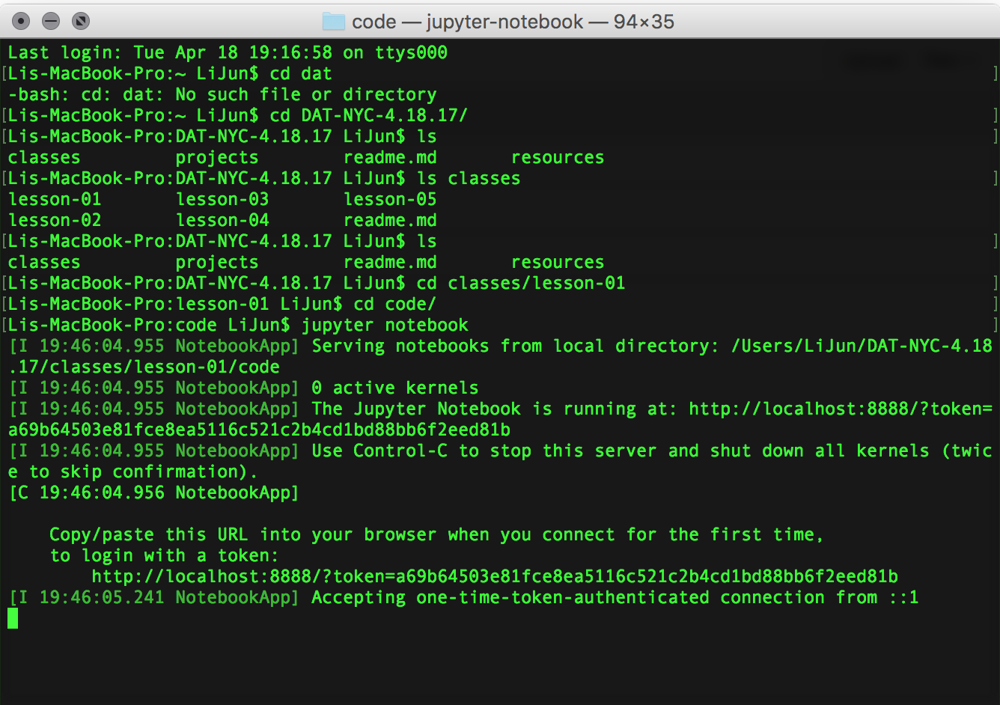 code — jupyter-notebook — 94×35
Last login: Tue Apr 18 19:16:58 on ttys000
[Lis-MacBook-Pro:~ LiJun$ cd dat ]
-bash: cd: dat: No such file or directory
[Lis-MacBook-Pro:~ LiJun$ cd DAT-NYC-4.18.17/ ]
[Lis-MacBook-Pro:DAT-NYC-4.18.17 LiJun$ ls ]
classes projects readme.md resources
[Lis-MacBook-Pro:DAT-NYC-4.18.17 LiJun$ ls classes ]
lesson-01 lesson-03 lesson-05
lesson-02 lesson-04 readme.md
[Lis-MacBook-Pro:DAT-NYC-4.18.17 LiJun$ ls ]
classes projects readme.md resources
[Lis-MacBook-Pro:DAT-NYC-4.18.17 LiJun$ cd classes/lesson-01 ]
[Lis-MacBook-Pro:lesson-01 LiJun$ cd code/ ]
[Lis-MacBook-Pro:code LiJun$ jupyter notebook ]
[I 19:46:04.955 NotebookApp] Serving notebooks from local directory: /Users/LiJun/DAT-NYC-4.18
.17/classes/lesson-01/code
[I 19:46:04.955 NotebookApp] 0 active kernels
[I 19:46:04.955 NotebookApp] The Jupyter Notebook is running at: http://localhost:8888/?token=
a69b64503e81fce8ea5116c521c2b4cd1bd88bb6f2eed81b
[I 19:46:04.955 NotebookApp] Use Control-C to stop this server and shut down all kernels (twic
e to skip confirmation).
[C 19:46:04.956 NotebookApp]
Copy/paste this URL into your browser when you connect for the first time,
to login with a token:
http://localhost:8888/?token=a69b64503e81fce8ea5116c521c2b4cd1bd88bb6f2eed81b
[I 19:46:05.241 NotebookApp] Accepting one-time-token-authenticated connection from ::1